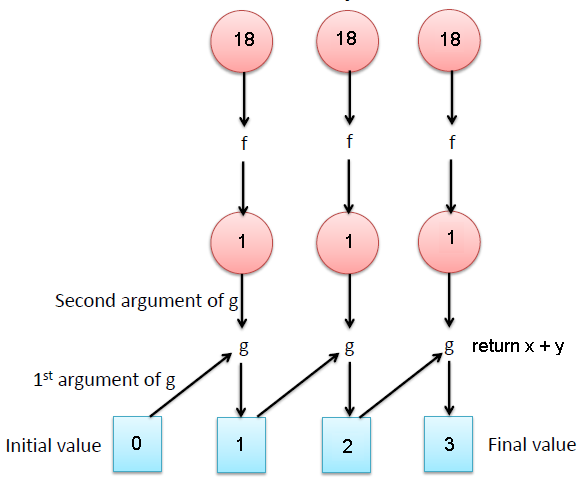 18 18 18
f f f
1 1 1
Second argument of g
g g g return x + y
1st argument of g
Initial value 0 1 2 3 Final value